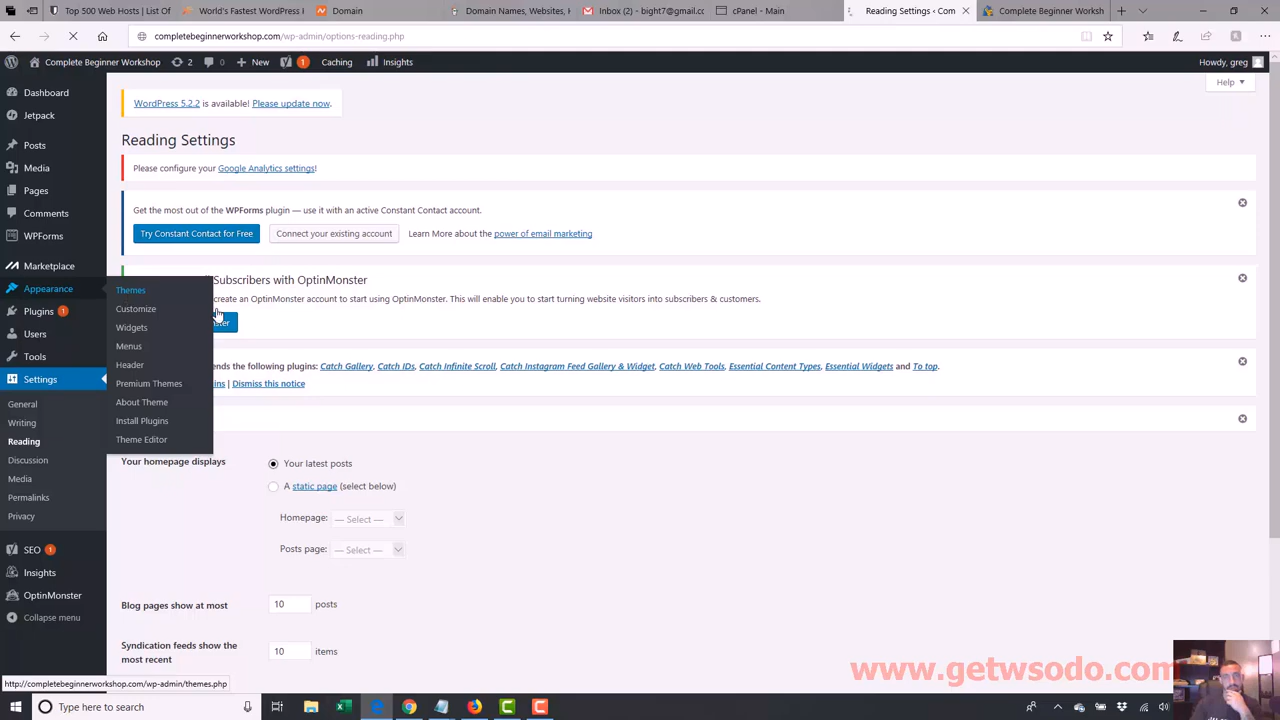 Top 500 Web Hosts
World's Fastest WordPress H
Domain
Domain Names, Websites, H
Inbox (2) - bight7@gmail.co
cPanel - Main
Reading Settings ‹ Com
Complete Beginner Worksh
completebeginnerworkshop.com/wp-admin/options-reading.php
Complete Beginner Workshop
2
0
New
1
Caching
Insights
Howdy, greg
Help
WordPress 5.2.2 is available! Please update now.
Reading Settings
Please configure your Google Analytics settings!
Get the most out of the WPForms plugin — use it with an active Constant Contact account.
Try Constant Contact for Free
Connect your existing account
Learn More about the power of email marketing
Subscribers with OptinMonster
create an OptinMonster account to start using OptinMonster. This will enable you to start turning website visitors into subscribers & customers.
ster
ends the following plugins: Catch Gallery, Catch IDs, Catch Infinite Scroll, Catch Instagram Feed Gallery & Widget, Catch Web Tools, Essential Content Types, Essential Widgets and To top.
ins | Dismiss this notice
Dashboard
Jetpack
Posts
Media
Pages
Comments
WPForms
Marketplace
Appearance
Plugins 1
Users
Tools
Settings
General
Writing
Reading
Discussion
Media
Permalinks
Privacy
SEO 1
Insights
OptinMonster
Collapse menu
Themes
Customize
Widgets
Menus
Header
Premium Themes
About Theme
Install Plugins
Theme Editor
Your homepage displays
Your latest posts
A static page (select below)
Homepage: — Select —
Posts page: — Select —
Blog pages show at most
10 posts
Syndication feeds show the
most recent
10 items
www.getwsodo.com
http://completebeginnerworkshop.com/wp-admin/themes.php
Type here to search